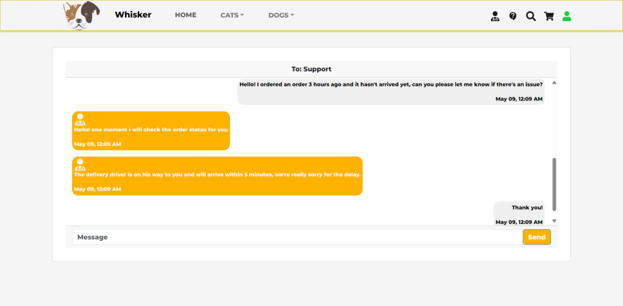 Whisker HOME CATS DOGS
To: Support
Hello! I ordered an order 3 hours ago and it hasn't arrived yet, can you please let me know if there's an issue?
May 09, 12:09 AM
Hello! one moment I will check the order status for you
May 09, 12:09 AM
The delivery driver is on his way to you and will arrive within 5 minutes, we're really sorry for the delay.
May 09, 12:09 AM
Thank you!
May 09, 12:09 AM
Message Send